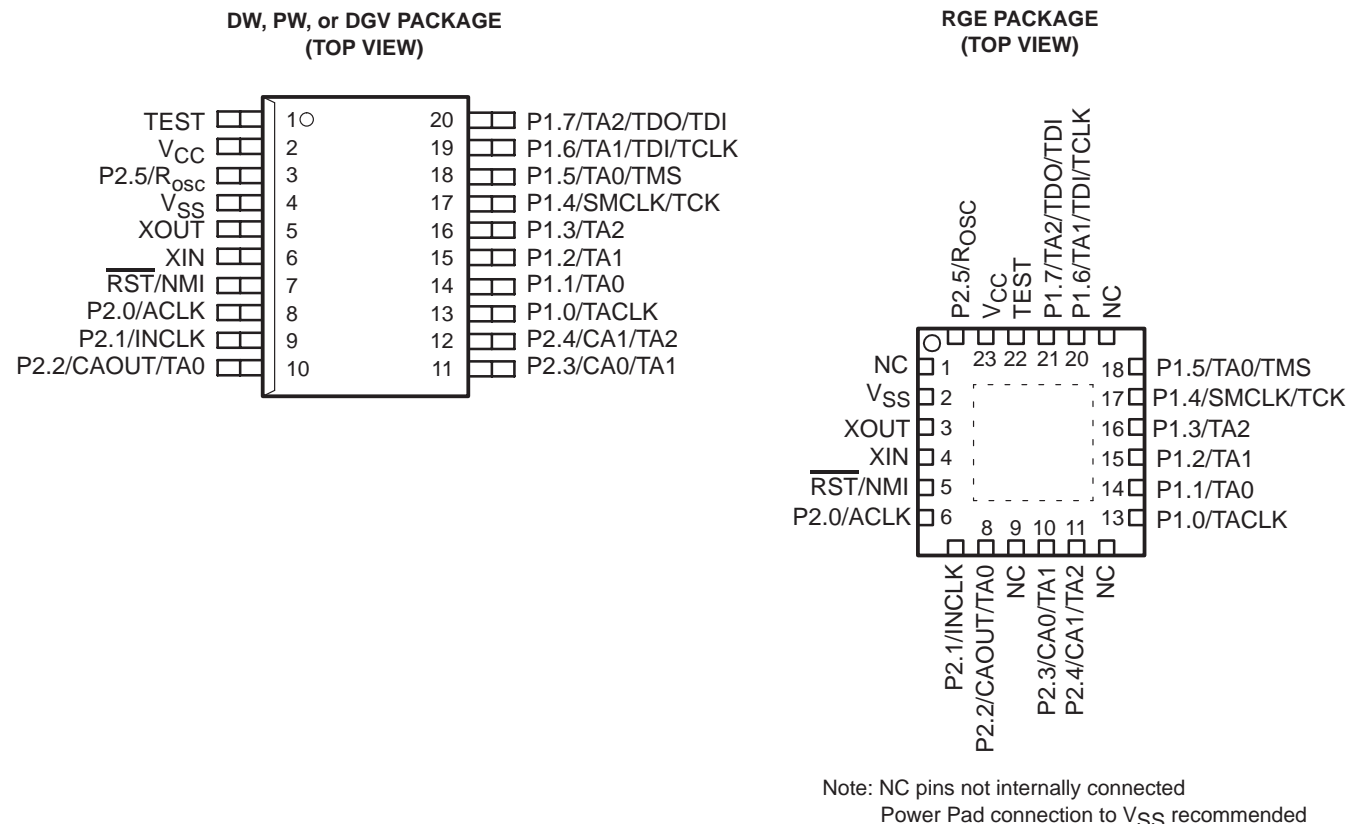 DW, PW, or DGV PACKAGE
(TOP VIEW)
TEST
VCC
P2.5/Rosc
VSS
XOUT
XIN
RST/NMI
P2.0/ACLK
P2.1/INCLK
P2.2/CAOUT/TA0
1
2
3
4
5
6
7
8
9
10
20
19
18
17
16
15
14
13
12
11
P1.7/TA2/TDO/TDI
P1.6/TA1/TDI/TCLK
P1.5/TA0/TMS
P1.4/SMCLK/TCK
P1.3/TA2
P1.2/TA1
P1.1/TA0
P1.0/TACLK
P2.4/CA1/TA2
P2.3/CA0/TA1
RGE PACKAGE
(TOP VIEW)
P2.5/ROSC
VCC
TEST
P1.7/TA2/TDO/TDI
P1.6/TA1/TDI/TCLK
NC
23 22 21 20
NC 1
VSS 2
XOUT 3
XIN 4
RST/NMI 5
P2.0/ACLK 6
18 P1.5/TA0/TMS
17 P1.4/SMCLK/TCK
16 P1.3/TA2
15 P1.2/TA1
14 P1.1/TA0
13 P1.0/TACLK
8 9 10 11
P2.1/INCLK
P2.2/CAOUT/TA0
NC
P2.3/CA0/TA1
P2.4/CA1/TA2
NC
Note: NC pins not internally connected
Power Pad connection to VSS recommended